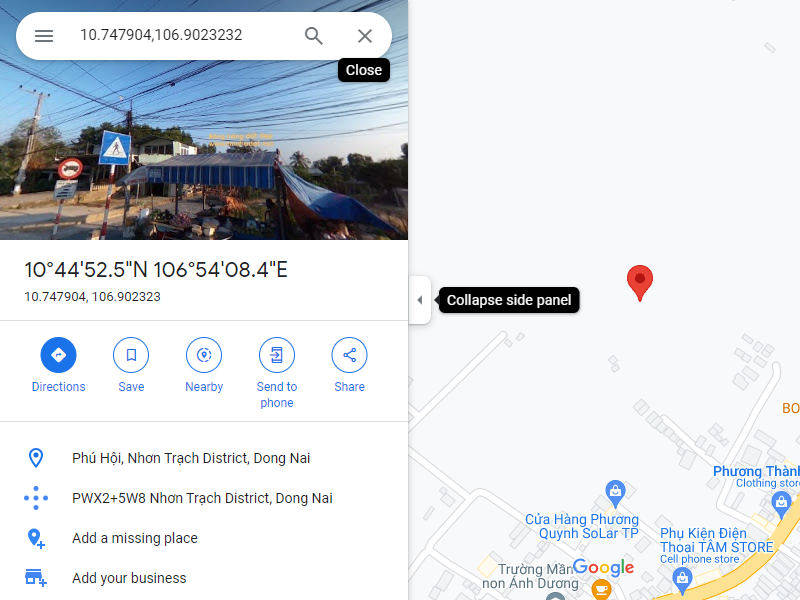 10.747904,106.9023232
Close
10°44'52.5"N 106°54'08.4"E
10.747904, 106.902323
Collapse side panel
Directions
Save
Nearby
Send to
phone
Share
Phú Hội, Nhơn Trạch District, Dong Nai
PWX2+5W8 Nhơn Trạch District, Dong Nai
Add a missing place
Add your business
BO
Phương Thành
Clothing store
Cửa Hàng Phương
Quynh SoLar TP
Phụ Kiện Điện
Thoại TÂM STORE
Cell phone store
Trường Mần
non Ánh Dương
Google